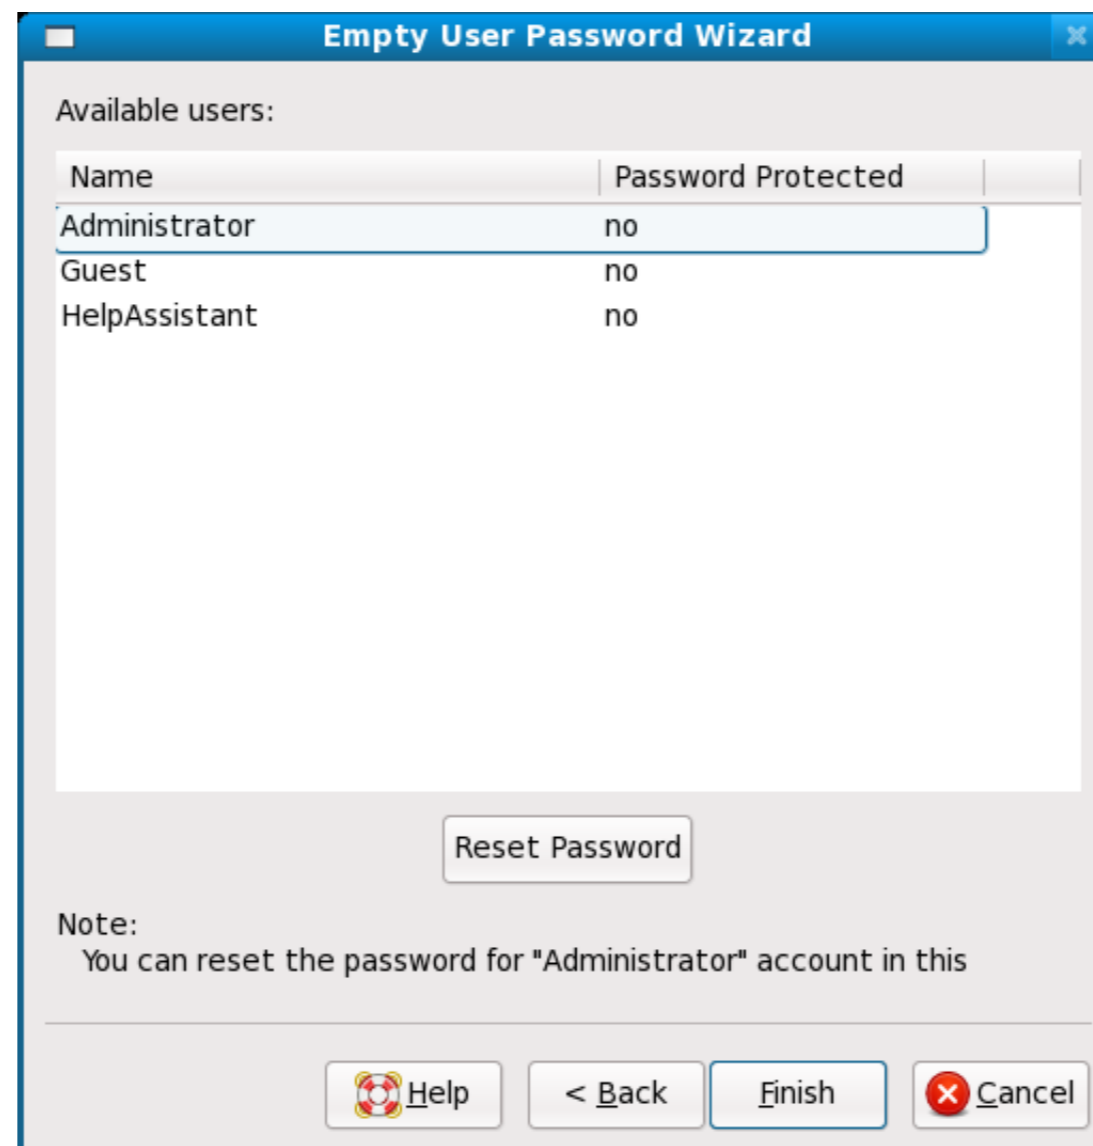 Empty User Password Wizard
Available users:
Name Password Protected
Administrator no
Guest no
HelpAssistant no
Reset Password
Note:
You can reset the password for "Administrator" account in this
Help < Back Finish Cancel